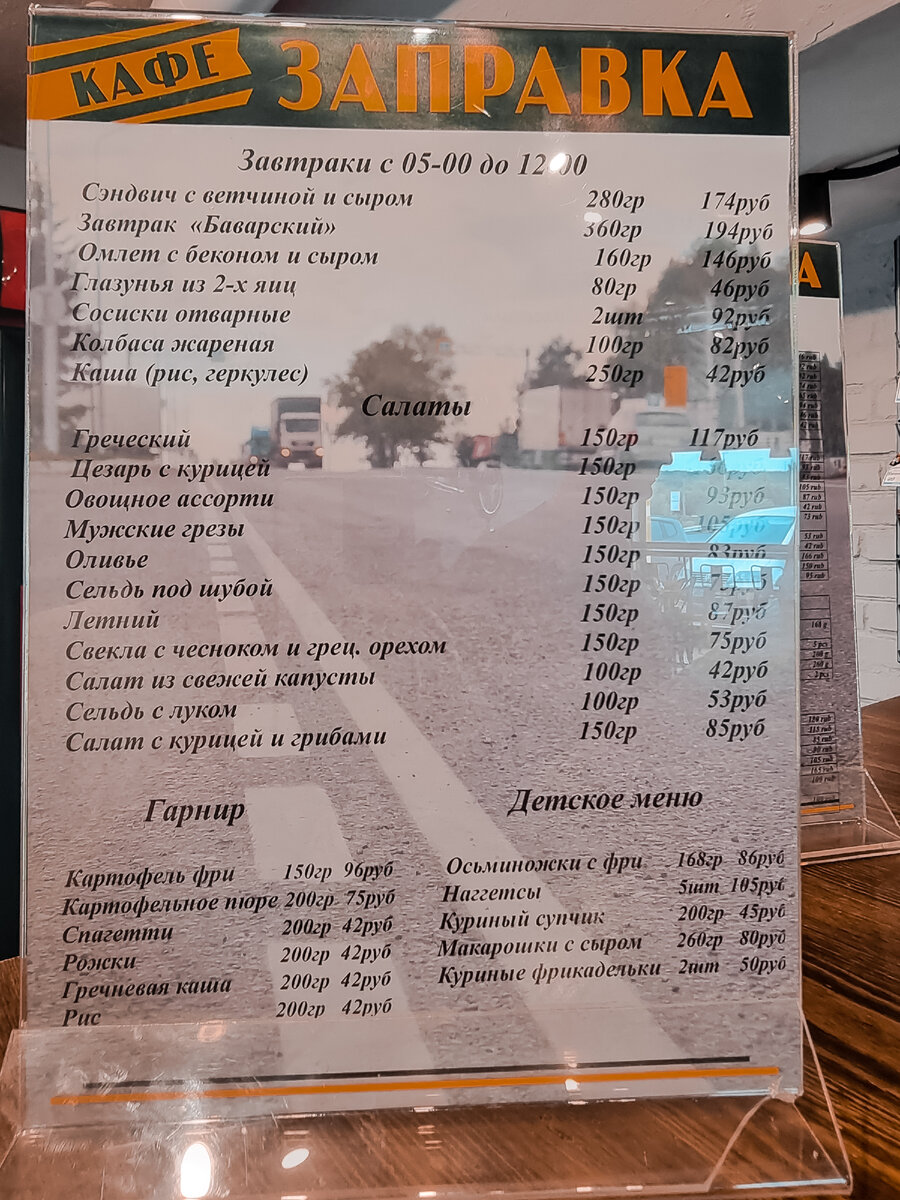 КАФЕ ЗАПРАВКА
Завтраки с 05-00 до 12-00
Сэндвич с ветчиной и сыром 280гр 174руб
Завтрак «Баварский» 360гр 194руб
Омлет с беконом и сыром 160гр 146руб
Глазунья из 2-х яиц 80гр 46руб
Сосиски отварные 2шт 92руб
Колбаса жареная 100гр 82руб
Каша (рис, геркулес) 250гр 42руб
Салаты
Греческий 150гр 117руб
Цезарь с курицей 150гр
Овощное ассорти 150гр 93руб
Мужские грезы 150гр 105руб
Оливье 150гр 83руб
Сельдь под шубой 150гр
Летний 150гр 87руб
Свекла с чесноком и грец. орехом 150гр 75руб
Салат из свежей капусты 100гр 42руб
Сельдь с луком 100гр 53руб
Салат с курицей и грибами 150гр 85руб
Гарнир
Картофель фри 150гр 96руб
Картофельное пюре 200гр 75руб
Спагетти 200гр 42руб
Рожки 200гр 42руб
Гречневая каша 200гр 42руб
Рис 200гр 42руб
Детское меню
Осьминожки с фри 168гр 86руб
Наггетсы 5шт 105руб
Куриный супчик 200гр 45руб
Макарошки с сыром 260гр 80руб
Куриные фрикадельки 2шт 50руб